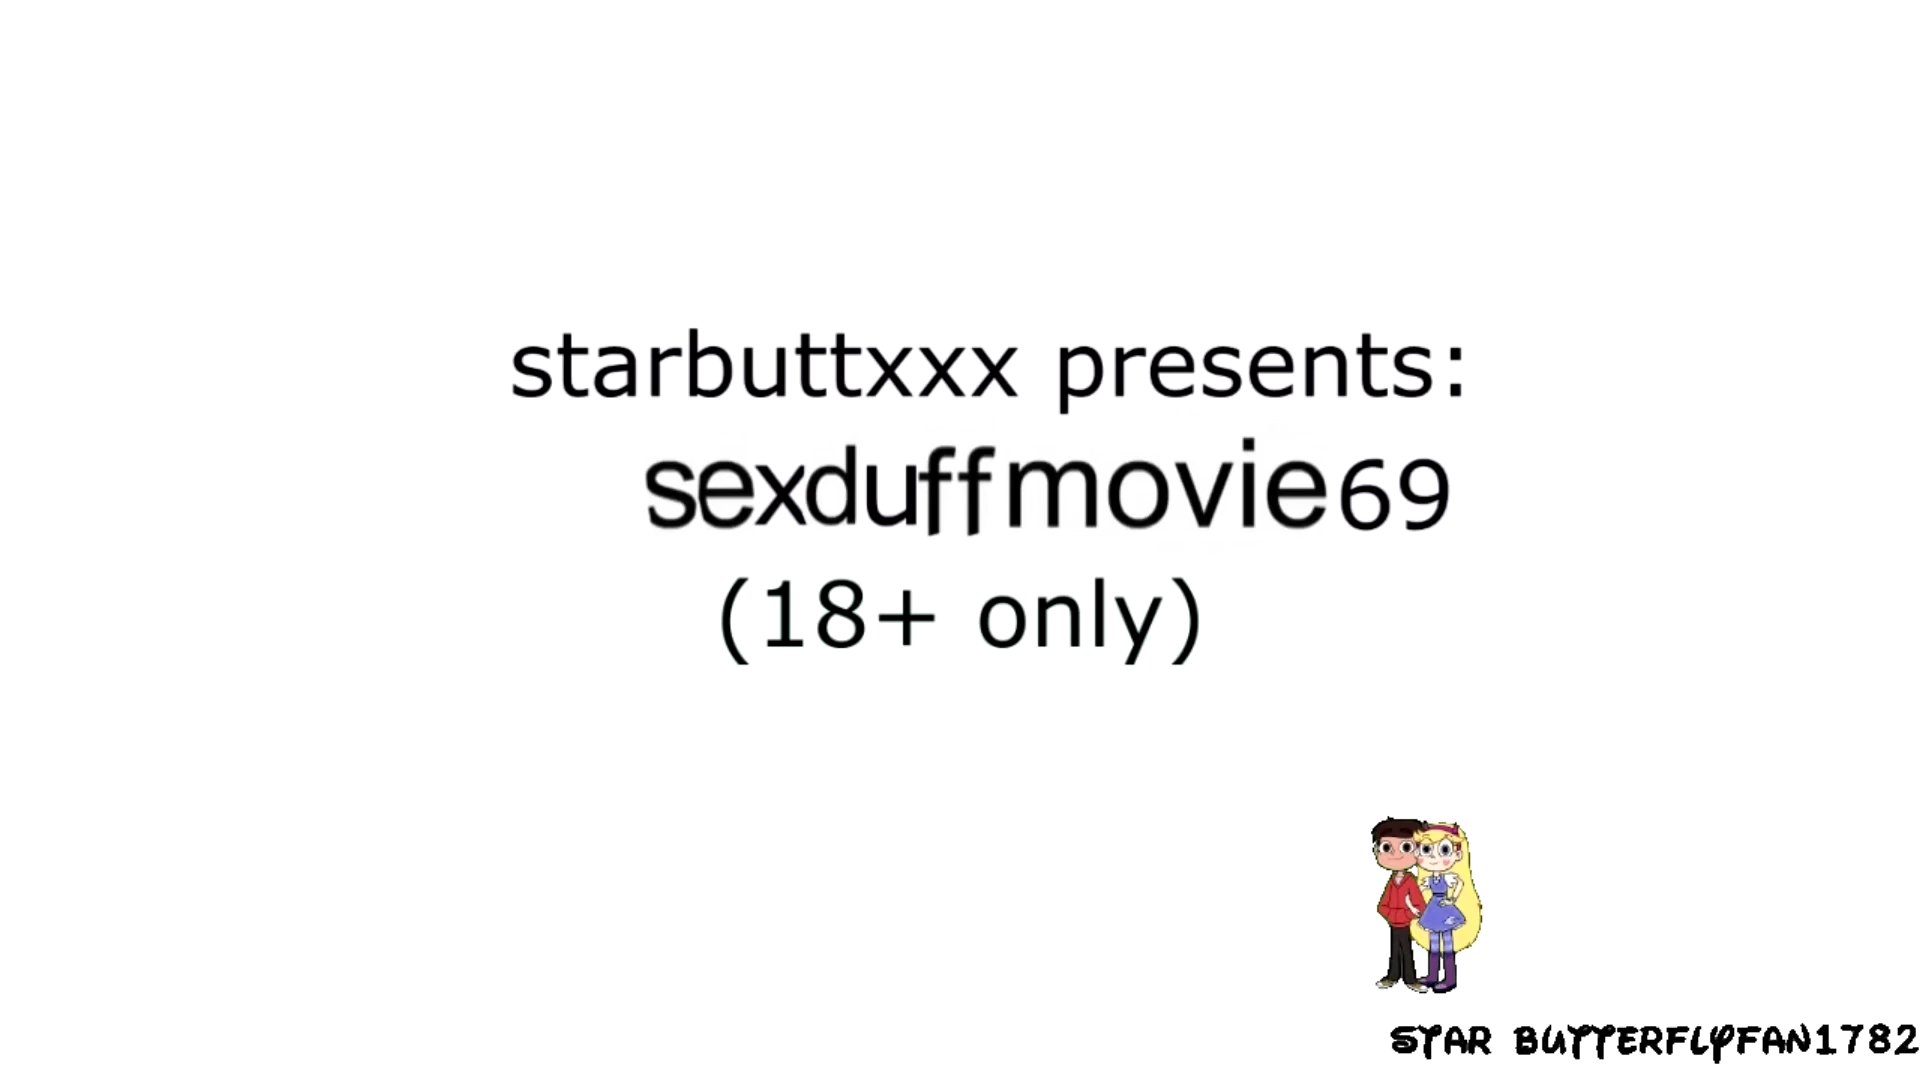 starbuttxxx presents:
sexduffmovie69
(18+ only)
STAR BUTTERFLYFAN1782